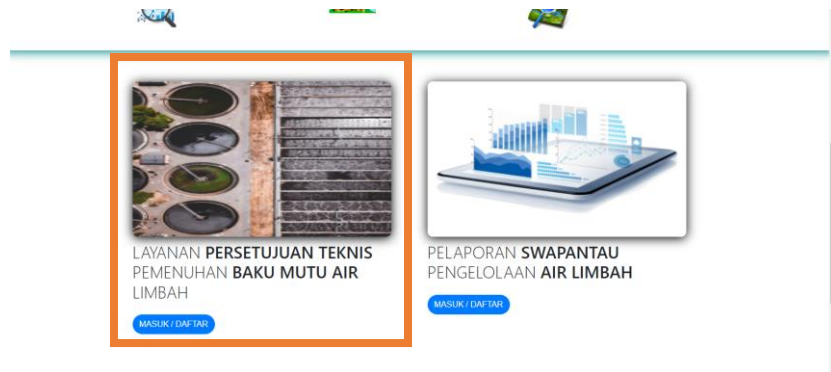 LAYANAN PERSETUJUAN TEKNIS
PEMENUHAN BAKU MUTU AIR
LIMBAH
MASUK / DAFTAR
PELAPORAN SWAPANTAU
PENGELOLAAN AIR LIMBAH
MASUK / DAFTAR